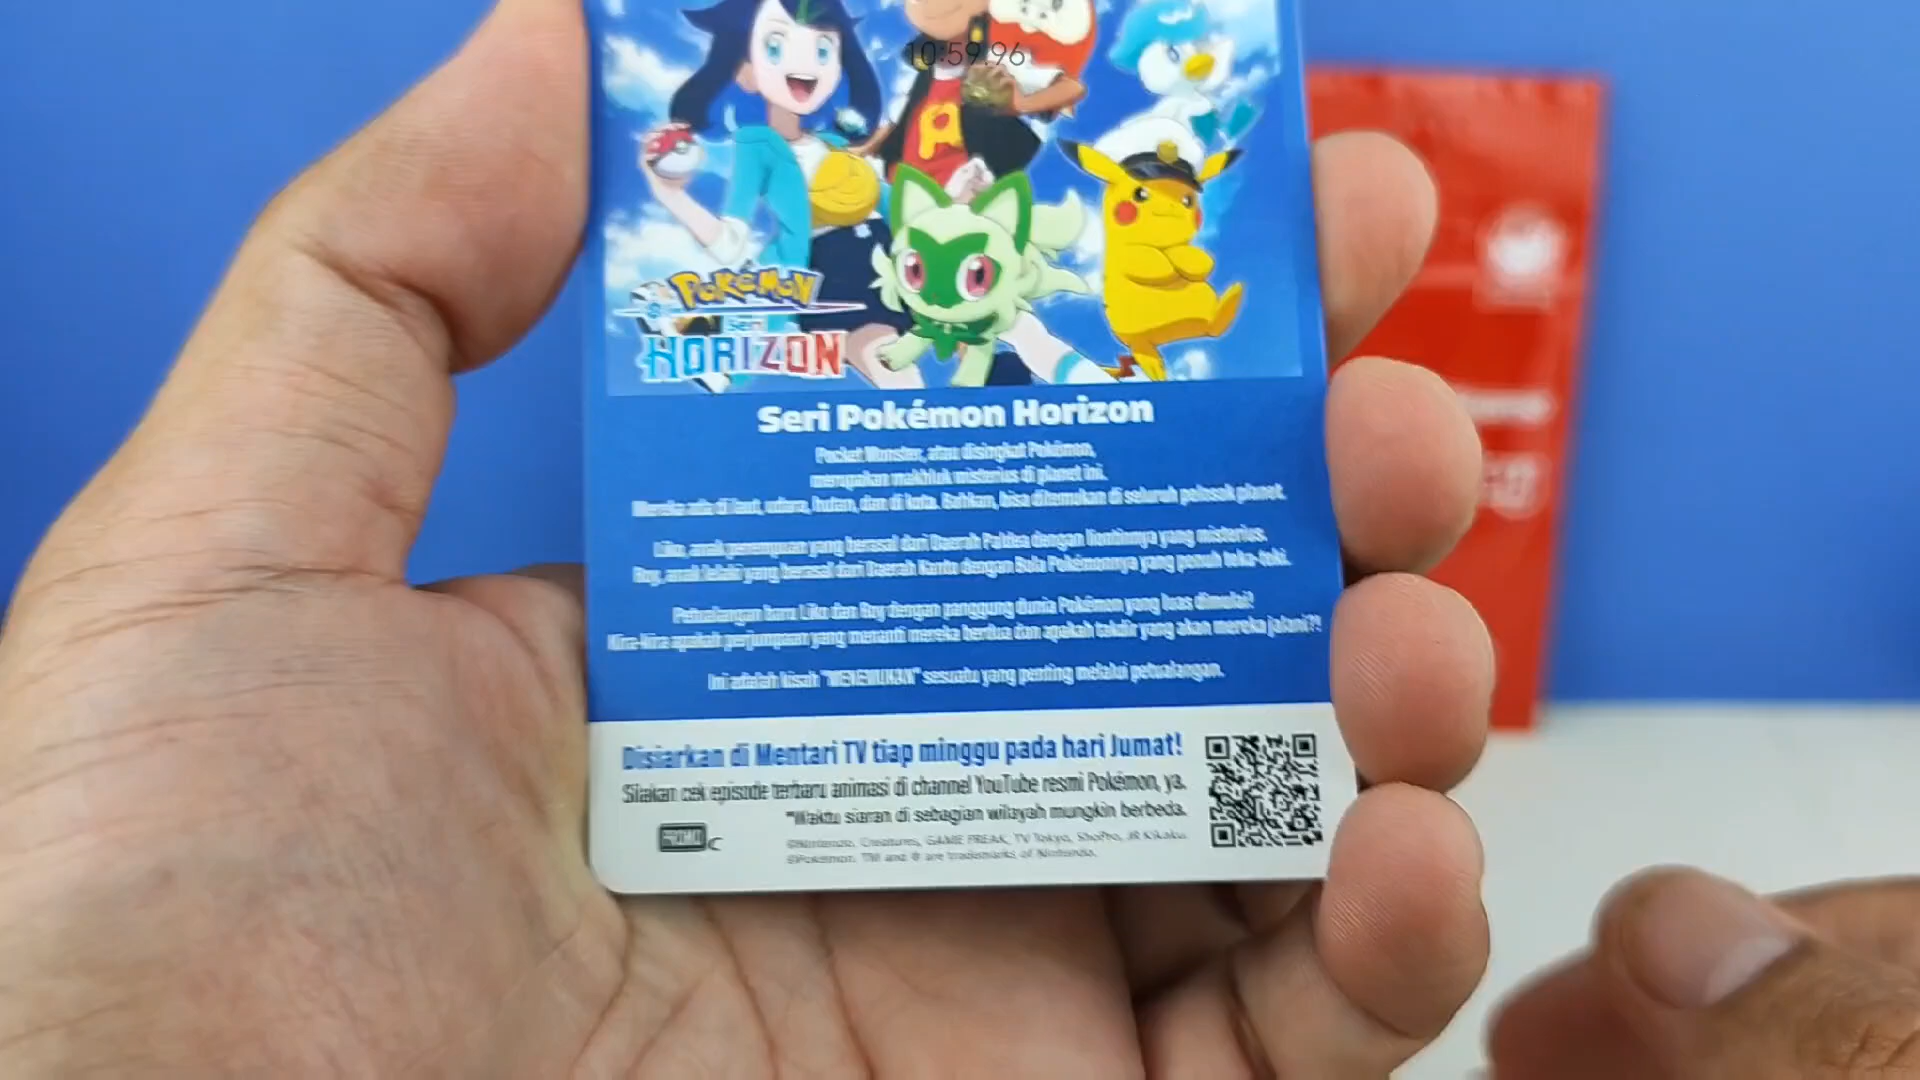 10:59.96
POKÉMON
Seri
HORIZON
Seri Pokémon Horizon
Pocket Monster, atau disingkat Pokémon,
merupakan makhluk misterius di planet ini.
Mereka ada di laut, udara, hutan, dan di kota. Bahkan, bisa ditemukan di seluruh pelosok planet.
Liko, anak perempuan yang berasal dari Daerah Paldea dengan liontinnya yang misterius.
Roy, anak lelaki yang berasal dari Daerah Kanto dengan Bola Pokémonnya yang penuh teka-teki.
Petualangan baru Liko dan Roy dengan panggung dunia Pokémon yang luas dimulai!
Kira-kira apakah perjumpaan yang menanti mereka berdua dan apakah takdir yang akan mereka jalani?!
Ini adalah kisah "MENEMUKAN" sesuatu yang penting melalui petualangan.
Disiarkan di Mentari TV tiap minggu pada hari Jumat!
Silakan cek episode terbaru animasi di channel YouTube resmi Pokémon, ya.
*Waktu siaran di sebagian wilayah mungkin berbeda.
PROMO C
©Nintendo, Creatures, GAME FREAK, TV Tokyo, ShoPro, JR Kikaku.
©Pokémon. TM and ® are trademarks of Nintendo.